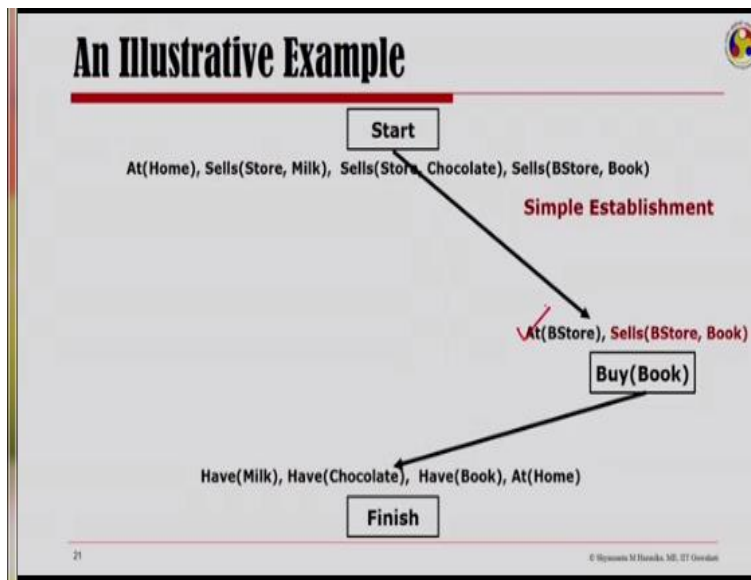 An Illustrative Example
Start
At(Home), Sells(Store, Milk), Sells(Store, Chocolate), Sells(BStore, Book)
Simple Establishment
At(BStore), Sells(BStore, Book)
Buy(Book)
Have(Milk), Have(Chocolate), Have(Book), At(Home)
Finish
21